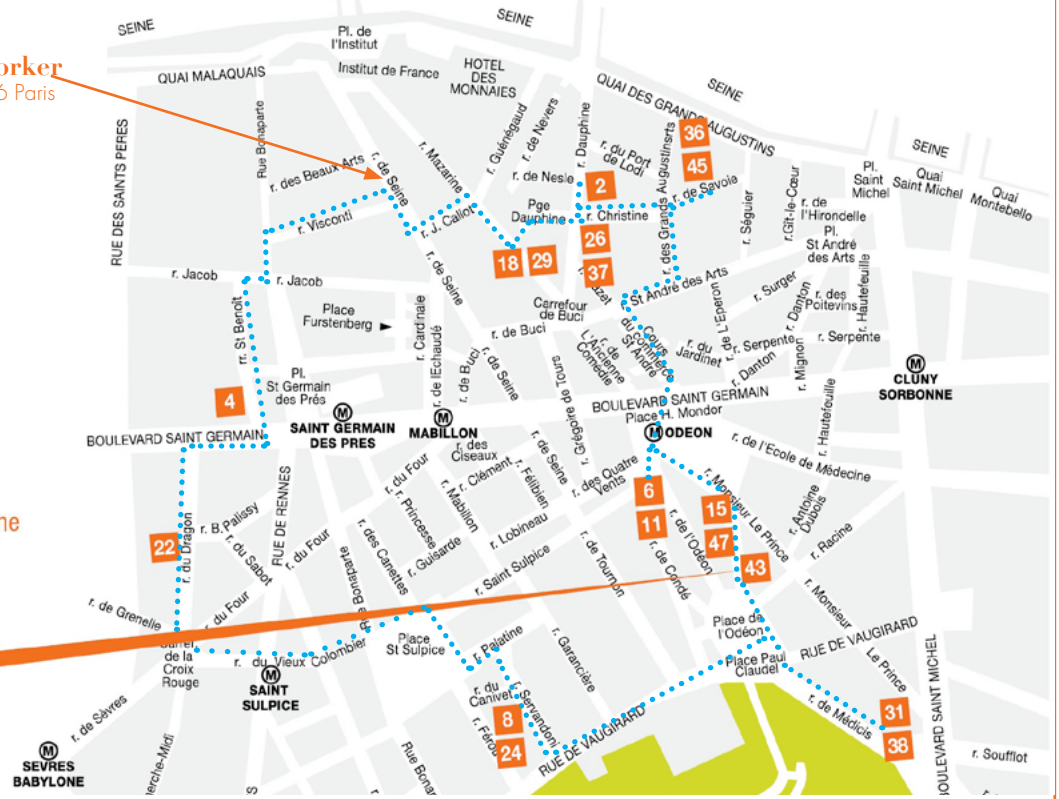 SEINE
SEINE
Pl. de
l'Institut
orker
6 Paris
QUAI MALAQUAIS
Institut de France
HOTEL
DES
MONNAIES
QUAI DES GRANDS AUGUSTINS
SEINE
SEINE
RUE DES SAINTS PERES
Rue Bonaparte
r. des Beaux Arts
r. de Seine
r. Mazarine
r. Guénégaud
r. de Nevers
r. Dauphine
r. du Port
de Lodi
36
45
r. de Nesle
2
r. des Grands Augustinsrts
r. de Savoie
r. Séguier
r.Gît-le-Cœur
Pl.
Saint
Michel
Quai
Saint Michel
Quai
Montebello
r. de
l'Hirondelle
r. Visconti
r. J. Callot
Pge
Dauphine
r. Christine
Pl.
St André
des Arts
18
29
26
37
azet
r. Jacob
r. Jacob
r. de Seine
St André des Arts
r. Surger
r. Danton
r. des
Poitevins
r. Hautefeuille
rr. St Benoit
Place
Furstenberg
r. Cardinale
r. de lEchaudé
r. de Buci
r. de Buci
Carrefour
de Buci
r. de
L'Ancienne
Comédie
Cours
du commerce
St André
r. du
Jardinet
r. de L'Eperon
r. Serpente
r. Serpente
r. Danton
r. Mignon
r. de Seine
Pl.
St Germain
des Prés
4
M
SAINT GERMAIN
DES PRES
M
MABILLON
r. Grégoire de Tours
BOULEVARD SAINT GERMAIN
Place H. Mondor
M
ODEON
M
CLUNY
SORBONNE
BOULEVARD SAINT GERMAIN
r. Hautefeuille
r. de l'Ecole de Médecine
r. des
Ciseaux
r. du Four
r. Clément
r. Mabillon
r. Félibien
r. de Seine
r. des Quatre
Vents
6
11
r. Monsieur Le Prince
15
47
43
r. Antoine
Dubois
r. Racine
ne
RUE DE RENNES
r. B.Palissy
r. du Sabot
22
r. du Dragon
r. du Four
r. Princesse
r. des Canettes
r. Guisarde
r. Lobineau
r. Saint Sulpice
r. de Tournon
r. de Condé
r. de l'Odéon
r. Monsieur
Le Prince
r. de Grenelle
r. du Four
Bonaparte
de la
Croix
Rouge
r. du Vieux Colombier
Place
St Sulpice
r. Palatine
r. Garancière
Place de
l'Odéon
Place Paul
Claudel
RUE DE VAUGIRARD
M
SAINT
SULPICE
r. du
Canivet
r. Servandoni
8
24
r. Férou
RUE DE VAUGIRARD
r. de Médicis
31
38
BOULEVARD SAINT MICHEL
r. Soufflot
r. de Sèvres
M
SEVRES
BABYLONE
herche-Midi
Rue Bonap